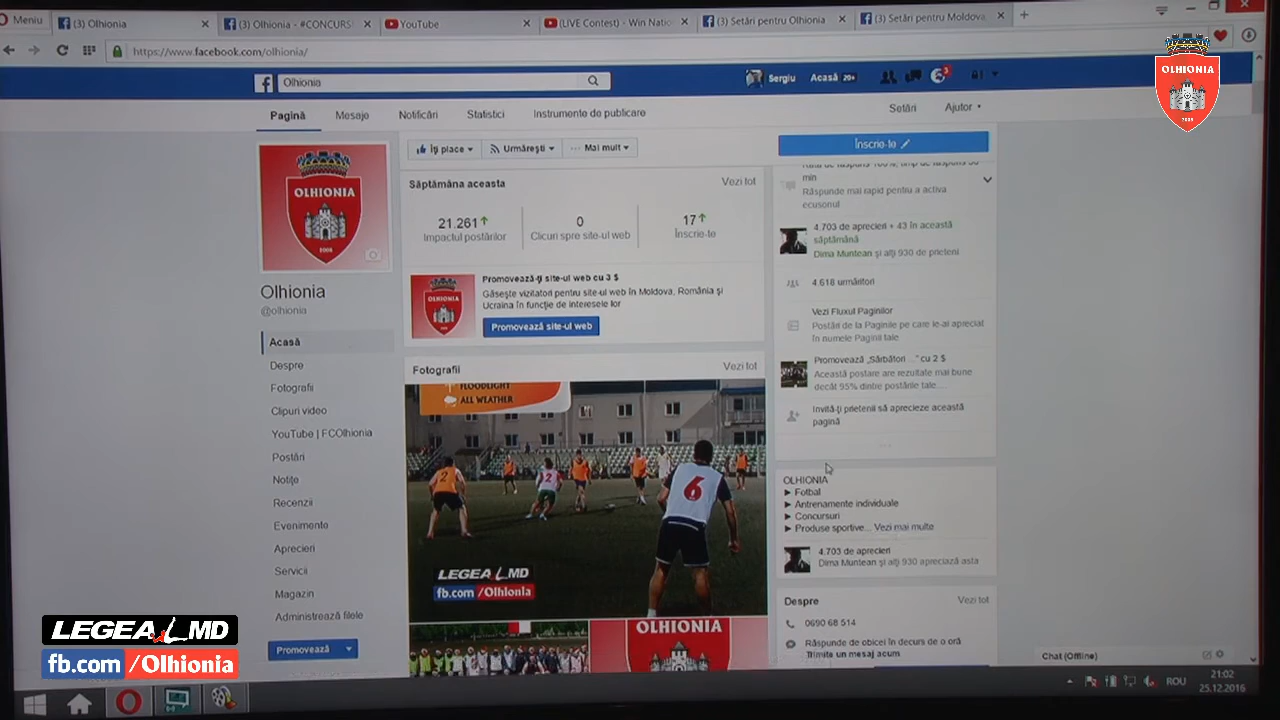 Meniu
(3) Olhionia
(3) Olhionia - #CONCURS
YouTube
(LIVE Contest) - Win Natio
(3) Setări pentru Olhionia
(3) Setări pentru Moldova
https://www.facebook.com/olhionia/
Olhionia
Sergiu
Acasă 20+
3
OLHIONIA
Pagină
Mesaje
Notificări
Statistici
Instrumente de publicare
Setări
Ajutor
OLHIONIA
Olhionia
@olhionia
Îți place
Urmărești
Mai mult
Înscrie-te
Săptămâna aceasta
Vezi tot
21.261
Impactul postărilor
0
Clicuri spre site-ul web
17
Înscrie-te
OLHIONIA
Promovează-ți site-ul web cu 3 $
Găsește vizitatori pentru site-ul web în Moldova, România și
Ucraina în funcție de interesele lor
Promovează site-ul web
Fotografii
Vezi tot
FLOODLIGHT
ALL WEATHER
2
2
6
LEGEA.MD
fb.com/Olhionia
OLHIONIA
min
Răspunde mai rapid pentru a activa
ecusonul
4.703 de aprecieri + 43 în această
săptămână
Dima Muntean și alți 930 de prieteni
4.618 urmăritori
Vezi Fluxul Paginilor
Postări de la Paginile pe care le-ai apreciat
în numele Paginii tale
Promovează „Sărbători ...” cu 2 $
Această postare are rezultate mai bune
decât 95% dintre postările tale...
Invită-ți prietenii să aprecieze această
pagină
OLHIONIA
► Fotbal
► Antrenamente individuale
► Concursuri
► Produse sportive... Vezi mai multe
4.703 de aprecieri
Dima Muntean și alți 930 apreciază asta
Despre
Vezi tot
0690 68 514
Răspunde de obicei în decurs de o oră
Trimite un mesaj acum
Acasă
Despre
Fotografii
Clipuri video
YouTube | FCOlhionia
Postări
Notițe
Recenzii
Evenimente
Aprecieri
Servicii
Magazin
Administrează filele
Promovează
Chat (Offline)
LEGEA.MD
fb.com/Olhionia
ROU
21:02
25.12.2016